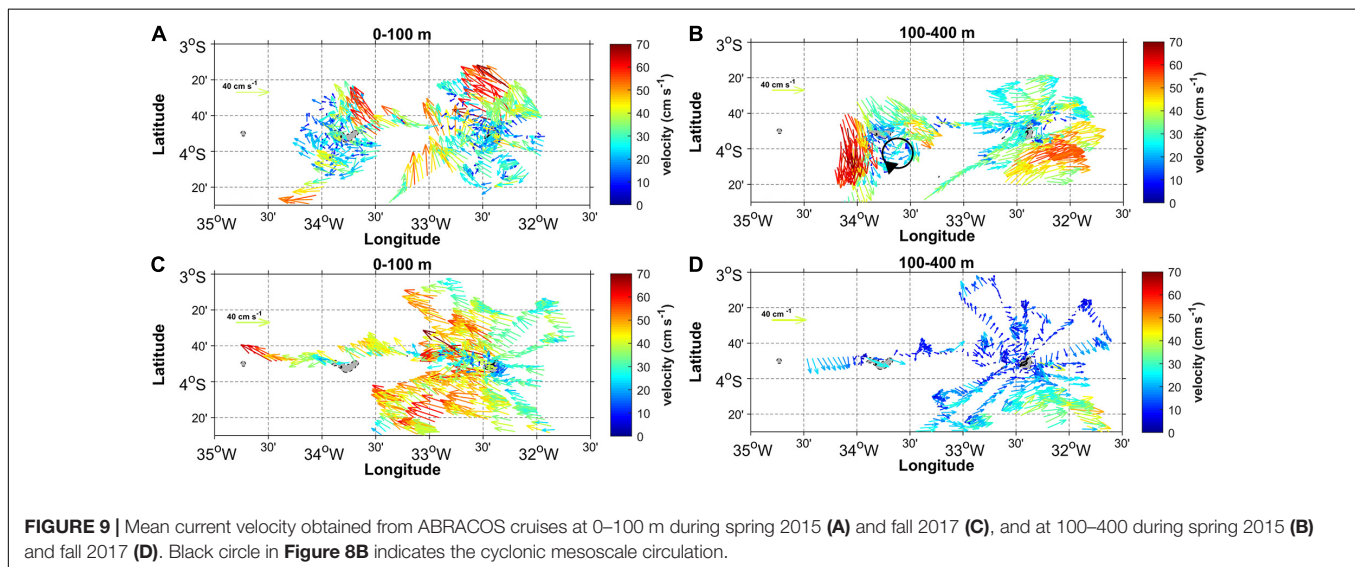 A
0-100 m
3°S
20'
40'
4°S
20'
Latitude
40 cm s⁻¹
35°W 30' 34°W 30' 33°W 30' 32°W 30'
Longitude
70
60
50
40
30
20
10
0
velocity (cm s⁻¹)
B
100-400 m
3°S
20'
40'
4°S
20'
Latitude
40 cm s⁻¹
35°W 30' 34°W 30' 33°W 30' 32°W 30'
Longitude
70
60
50
40
30
20
10
0
velocity (cm s⁻¹)
C
0-100 m
3°S
20'
40'
4°S
20'
Latitude
40 cm s⁻¹
35°W 30' 34°W 30' 33°W 30' 32°W 30'
Longitude
70
60
50
40
30
20
10
0
velocity (cm s⁻¹)
D
100-400 m
3°S
20'
40'
4°S
20'
Latitude
40 cm⁻¹
35°W 30' 34°W 30' 33°W 30' 32°W 30'
Longitude
70
60
50
40
30
20
10
0
velocity (cm s⁻¹)
FIGURE 9 | Mean current velocity obtained from ABRACOS cruises at 0–100 m during spring 2015 (A) and fall 2017 (C), and at 100–400 during spring 2015 (B)
and fall 2017 (D). Black circle in Figure 8B indicates the cyclonic mesoscale circulation.